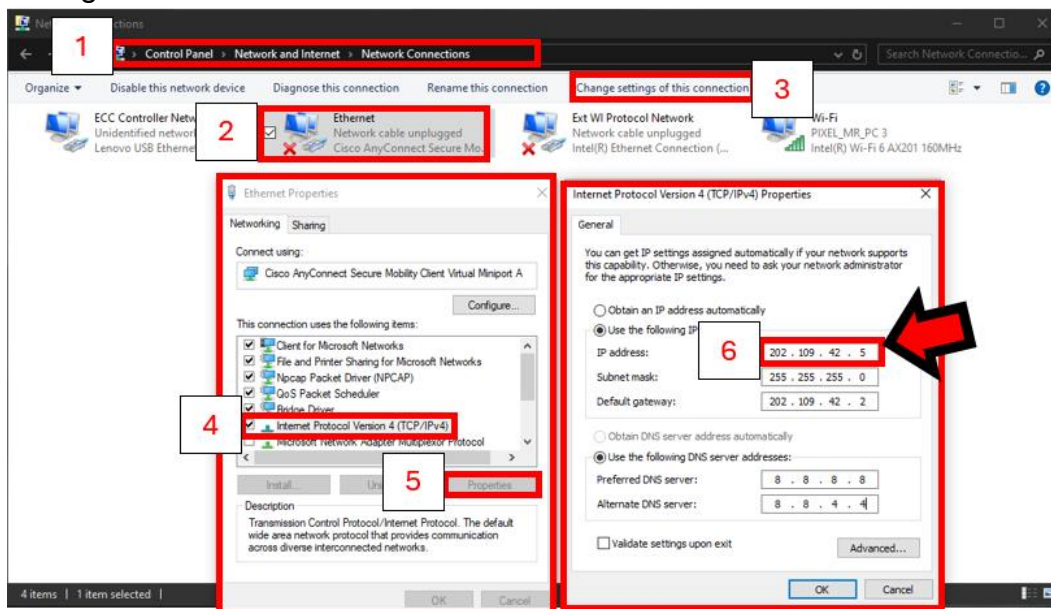 Network Connections
1
Control Panel > Network and Internet > Network Connections
Search Network Connectio...
Organize
Disable this network device
Diagnose this connection
Rename this connection
Change settings of this connection
3
ECC Controller Netw
Unidentified networ
Lenovo USB Etherne
2
Ethernet
Network cable unplugged
Cisco AnyConnect Secure Mo...
Ext WI Protocol Network
Network cable unplugged
Intel(R) Ethernet Connection (...
Wi-Fi
PIXEL_MR_PC 3
Intel(R) Wi-Fi 6 AX201 160MHz
Ethernet Properties
Networking
Sharing
Connect using:
Cisco AnyConnect Secure Mobility Client Virtual Miniport A
Configure...
This connection uses the following items:
Client for Microsoft Networks
File and Printer Sharing for Microsoft Networks
Npcap Packet Driver (NPCAP)
QoS Packet Scheduler
Bridge Driver
4
Internet Protocol Version 4 (TCP/IPv4)
Microsoft Network Adapter Multiplexor Protocol
Install...
5
Properties
Description
Transmission Control Protocol/Internet Protocol. The default
wide area network protocol that provides communication
across diverse interconnected networks.
OK
Cancel
Internet Protocol Version 4 (TCP/IPv4) Properties
General
You can get IP settings assigned automatically if your network supports
this capability. Otherwise, you need to ask your network administrator
for the appropriate IP settings.
Obtain an IP address automatically
Use the following IP
6
IP address:
202 . 109 . 42 . 5
Subnet mask:
255 . 255 . 255 . 0
Default gateway:
202 . 109 . 42 . 2
Obtain DNS server address automatically
Use the following DNS server addresses:
Preferred DNS server:
8 . 8 . 8 . 8
Alternate DNS server:
8 . 8 . 4 . 4
Validate settings upon exit
Advanced...
OK
Cancel
4 items
1 item selected